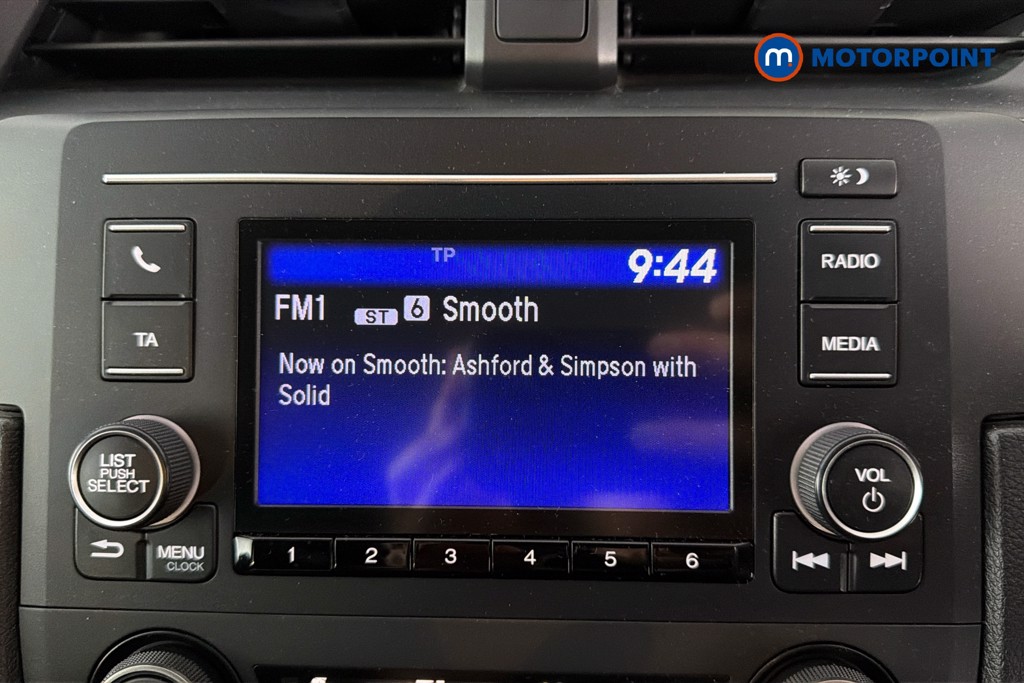 m MOTORPOINT
TP 9:44
FM1 ST 6 Smooth
Now on Smooth: Ashford & Simpson with
Solid
TA
RADIO
MEDIA
LIST
PUSH
SELECT
VOL
MENU
CLOCK
1 2 3 4 5 6